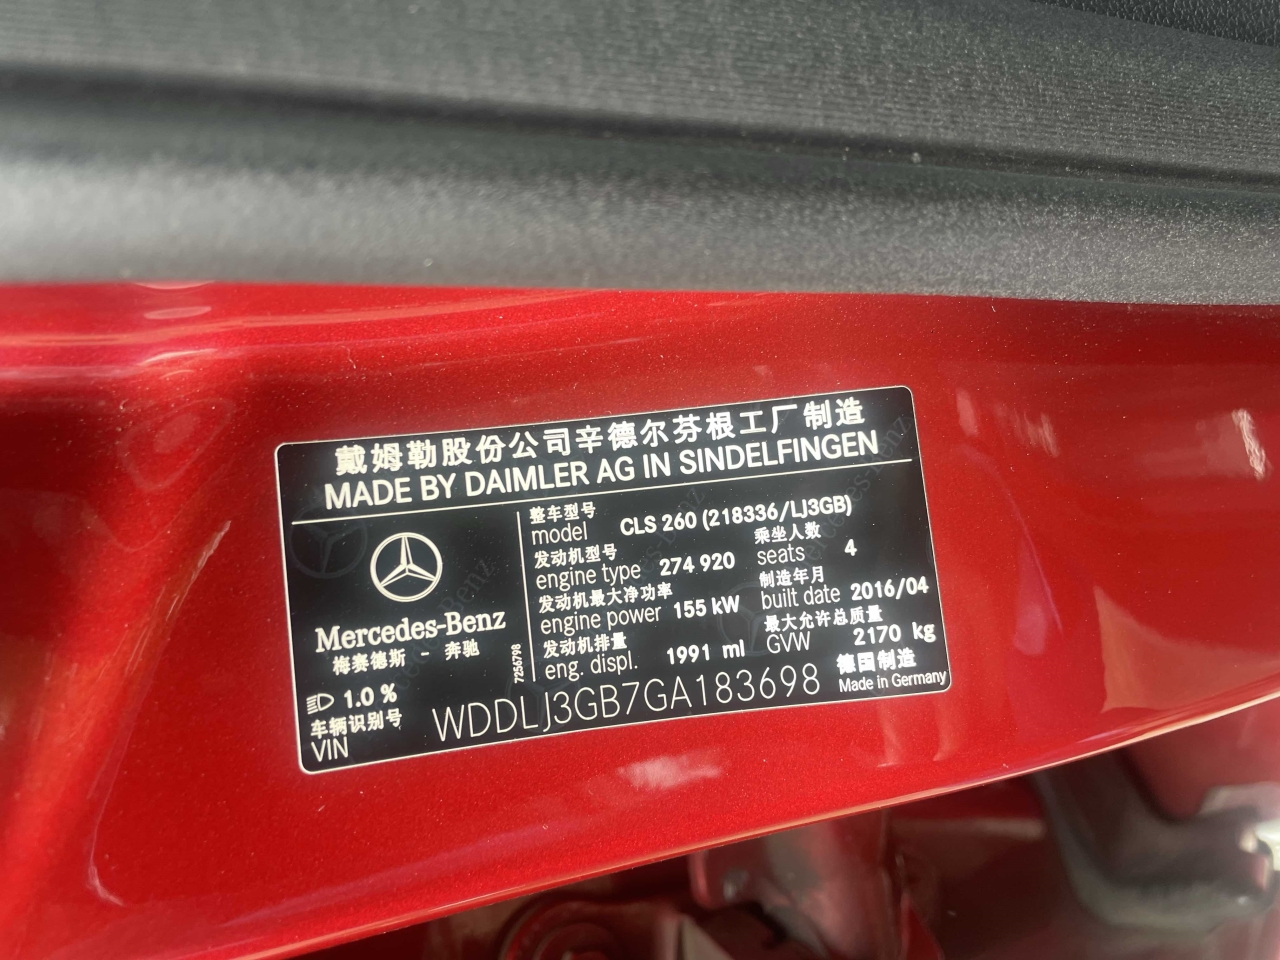 戴姆勒股份公司辛德尔芬根工厂制造
MADE BY DAIMLER AG IN SINDELFINGEN
Mercedes-Benz
梅赛德斯 - 奔驰
7256798
整车型号
model CLS 260 (218336/LJ3GB)
发动机型号 乘坐人数
engine type 274 920 seats 4
发动机最大净功率 制造年月
engine power 155 kW built date 2016/04
发动机排量 最大允许总质量
eng. displ. 1991 ml GVW 2170 kg
1.0 %
车辆识别号 德国制造
VIN WDDLJ3GB7GA183698 Made in Germany